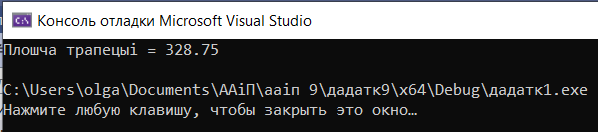 Консоль отладки Microsoft Visual Studio
Плошча трапецыі = 328.75
C:\Users\olga\Documents\ААіП\ааіп 9\дадатк9\x64\Debug\дадатк1.exe
Нажмите любую клавишу, чтобы закрыть это окно…